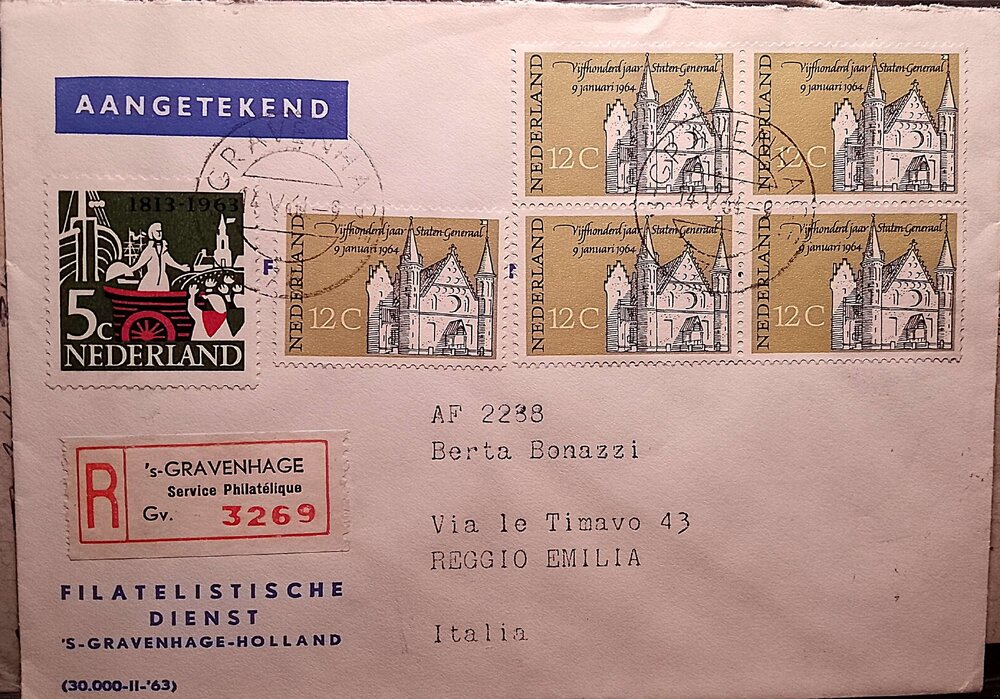 AANGETEKEND
Vijfhonderd jaar Staten-Generaal
9 januari 1964
12 C
NEDERLAND
Vijfhonderd jaar Staten-Generaal
9 januari 1964
12 C
NEDERLAND
1813-1963
5c
NEDERLAND
Vijfhonderd jaar Staten-Generaal
9 januari 1964
12 C
NEDERLAND
Vijfhonderd jaar Staten-Generaal
9 januari 1964
12 C
NEDERLAND
Vijfhonderd jaar Staten-Generaal
9 januari 1964
12 C
NEDERLAND
AF 2238
Berta Bonazzi
Via le Timavo 43
REGGIO EMILIA
Italia
R
's-GRAVENHAGE
Service Philatélique
Gv. 3269
FILATELISTISCHE
DIENST
'S-GRAVENHAGE-HOLLAND
(30.000-II-'63)